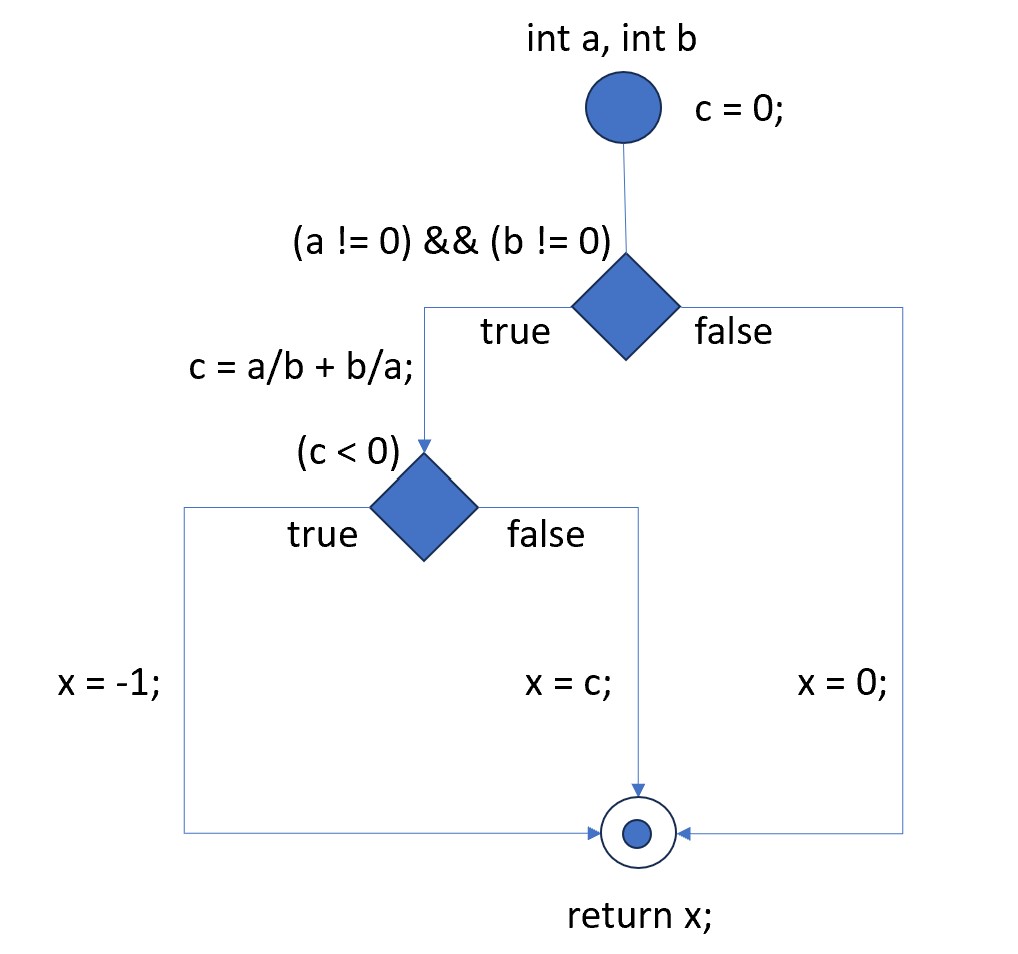 int a, int b
c = 0;
(a != 0) && (b != 0)
true
false
c = a/b + b/a;
(c < 0)
true
false
x = -1;
x = c;
x = 0;
return x;